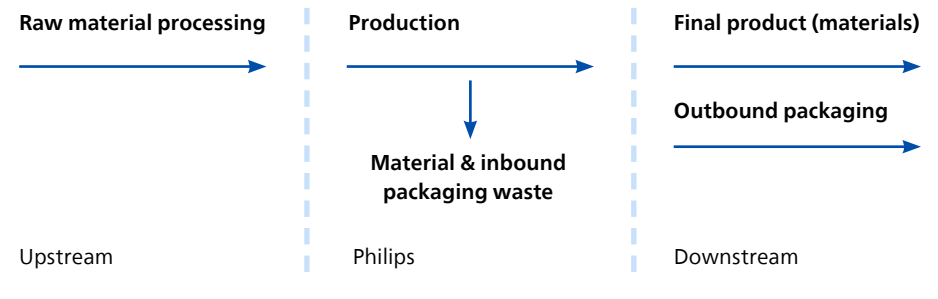 Raw material processing
Production
Final product (materials)
Outbound packaging
Material & inbound
packaging waste
Upstream
Philips
Downstream